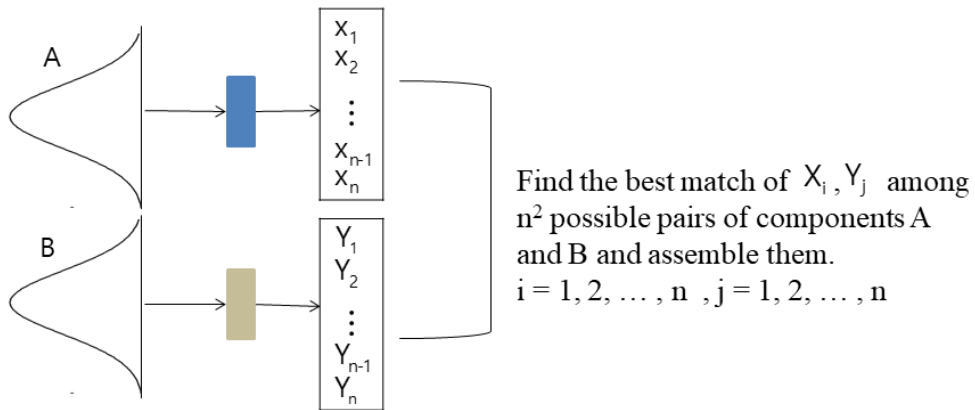 A
X₁
X₂
⋮
Xₙ₋₁
Xₙ
B
Y₁
Y₂
⋮
Yₙ₋₁
Yₙ
Find the best match of Xᵢ , Yⱼ among
n² possible pairs of components A
and B and assemble them.
i = 1, 2, … , n , j = 1, 2, … , n